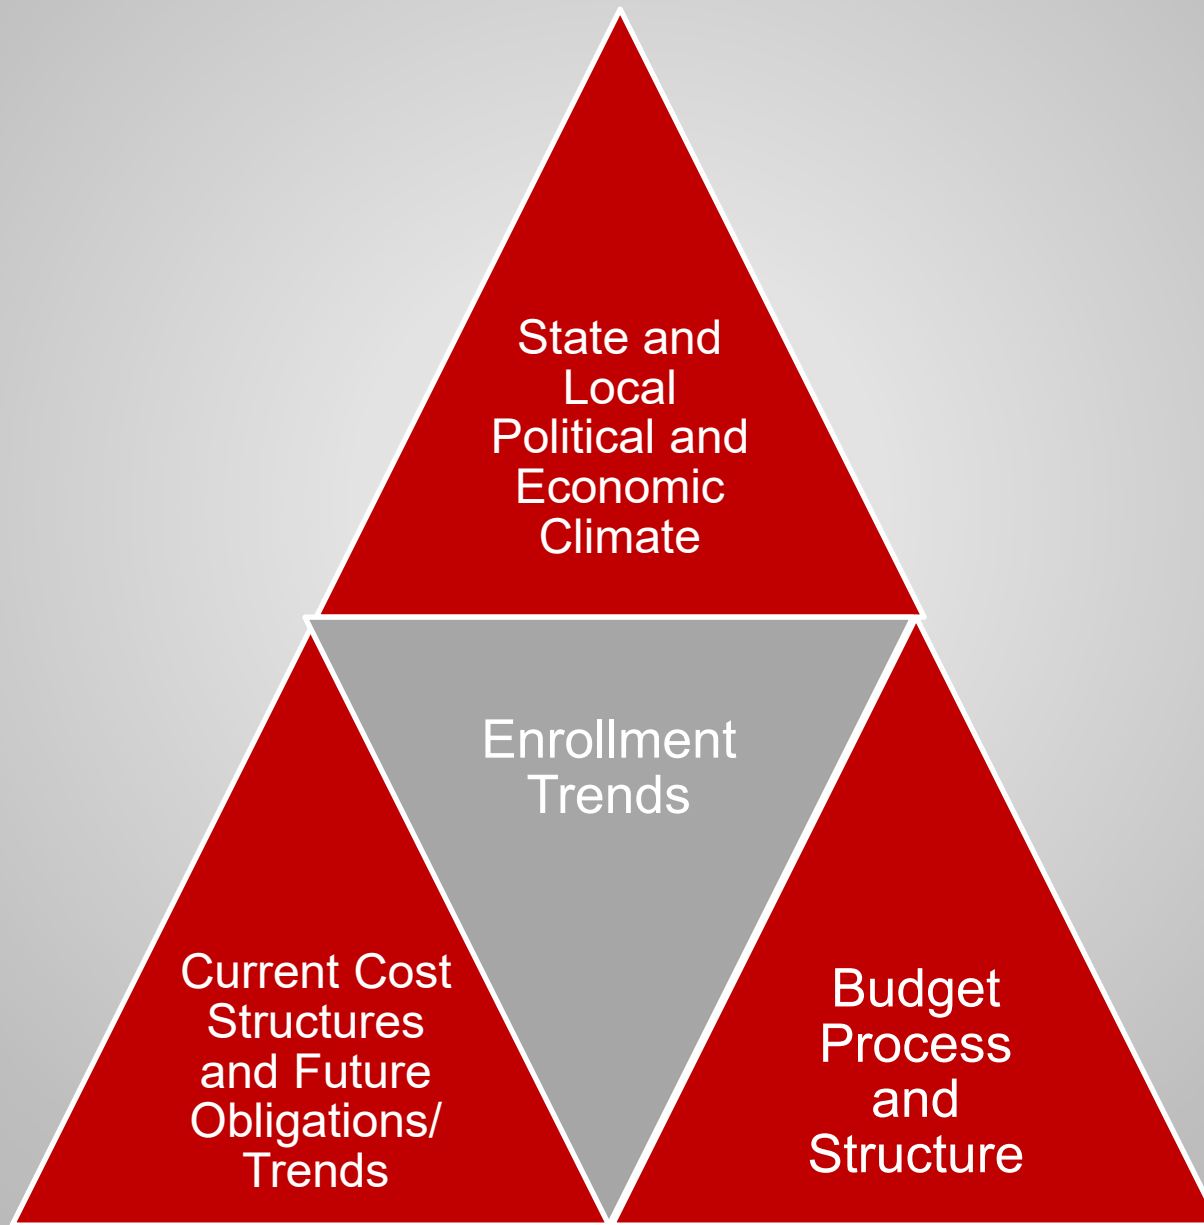 State and
Local
Political and
Economic
Climate
Enrollment
Trends
Current Cost
Structures
and Future
Obligations/
Trends
Budget
Process
and
Structure